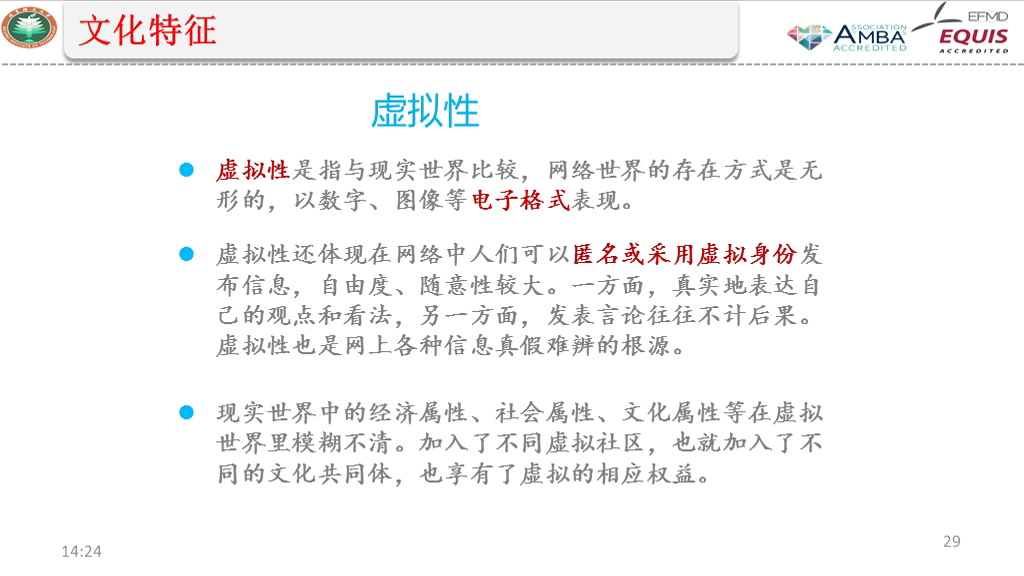 文化特征
ASSOCIATION
AMBA
ACCREDITED
EFMD
EQUIS
ACCREDITED
虚拟性
虚拟性是指与现实世界比较，网络世界的存在方式是无
形的，以数字、图像等电子格式表现。
虚拟性还体现在网络中人们可以匿名或采用虚拟身份发
布信息，自由度、随意性较大。一方面，真实地表达自
己的观点和看法，另一方面，发表言论往往不计后果。
虚拟性也是网上各种信息真假难辨的根源。
现实世界中的经济属性、社会属性、文化属性等在虚拟
世界里模糊不清。加入了不同虚拟社区，也就加入了不
同的文化共同体，也享有了虚拟的相应权益。
14:24
29